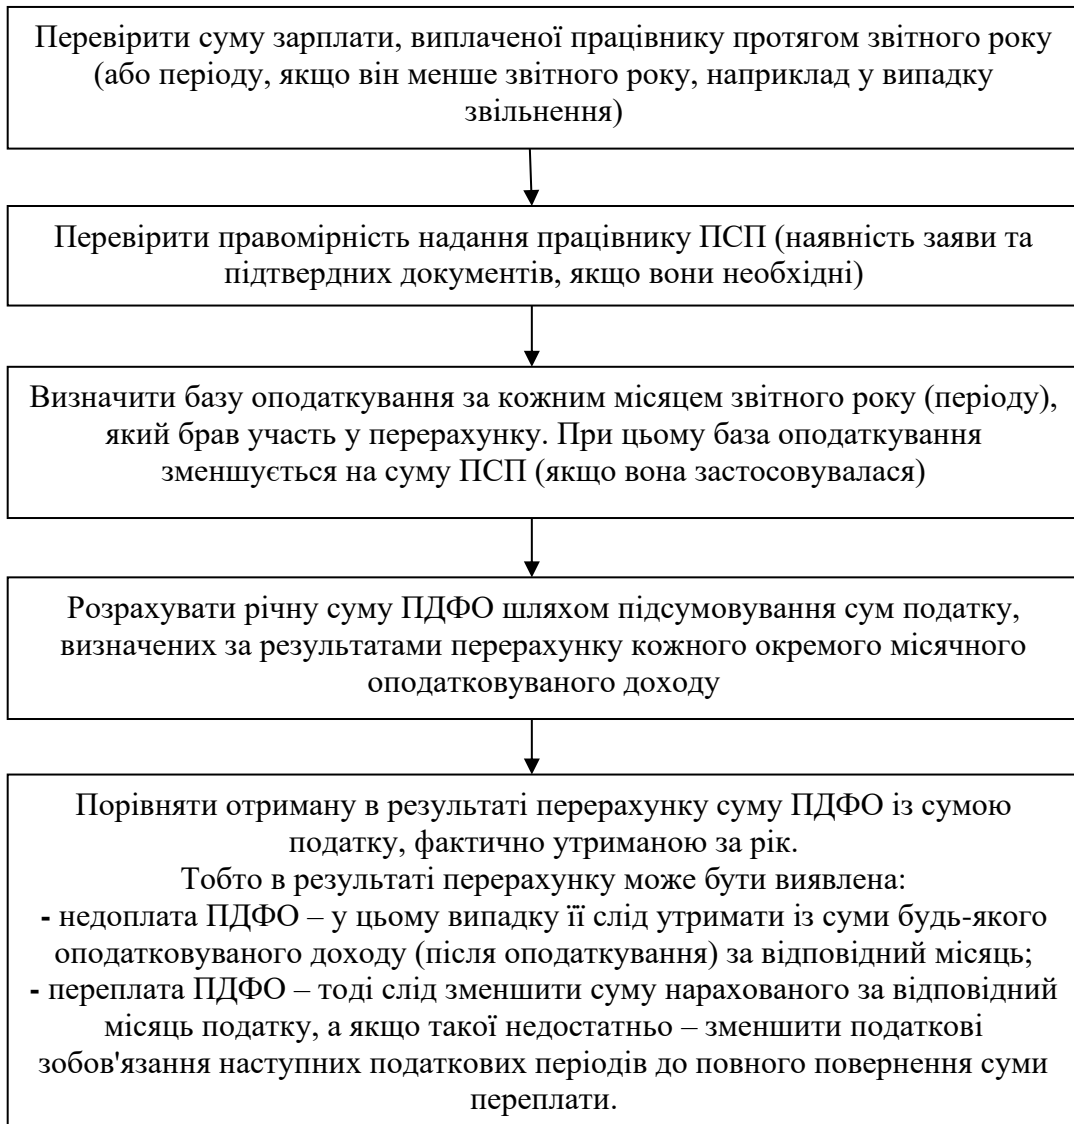 Перевірити суму зарплати, виплаченої працівнику протягом звітного року
(або періоду, якщо він менше звітного року, наприклад у випадку
звільнення)
Перевірити правомірність надання працівнику ПСП (наявність заяви та
підтвердних документів, якщо вони необхідні)
Визначити базу оподаткування за кожним місяцем звітного року (періоду),
який брав участь у перерахунку. При цьому база оподаткування
зменшується на суму ПСП (якщо вона застосовувалася)
Розрахувати річну суму ПДФО шляхом підсумовування сум податку,
визначених за результатами перерахунку кожного окремого місячного
оподатковуваного доходу
Порівняти отриману в результаті перерахунку суму ПДФО із сумою
податку, фактично утриманою за рік.
Тобто в результаті перерахунку може бути виявлена:
- недоплата ПДФО – у цьому випадку її слід утримати із суми будь-якого
оподатковуваного доходу (після оподаткування) за відповідний місяць;
- переплата ПДФО – тоді слід зменшити суму нарахованого за відповідний
місяць податку, а якщо такої недостатньо – зменшити податкові
зобов'язання наступних податкових періодів до повного повернення суми
переплати.